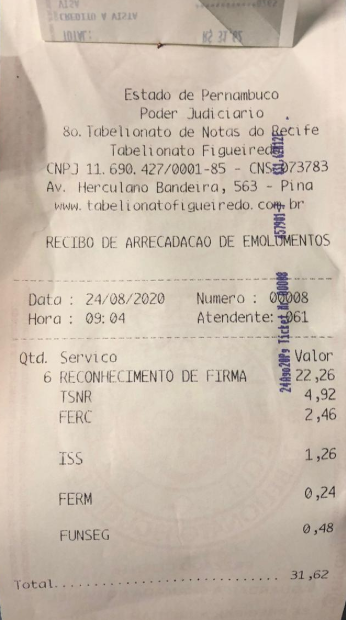 Estado de Pernambuco
Poder Judiciario
8o. Tabelionato de Notas do Recife
Tabelionato Figueiredo
CNPJ 11.690.427/0001-85 - CNS 073783
Av. Herculano Bandeira, 563 - Pina
www.tabelionatofigueiredo.com.br
RECIBO DE ARRECADACAO DE EMOLUMENTOS
Data : 24/08/2020 Numero : 00008
Hora : 09:04 Atendente: 061
Qtd. Servico Valor
6 RECONHECIMENTO DE FIRMA 22,26
TSNR 4,92
FERC 2,46
ISS 1,26
FERM 0,24
FUNSEG 0,48
Total............................ 31,62